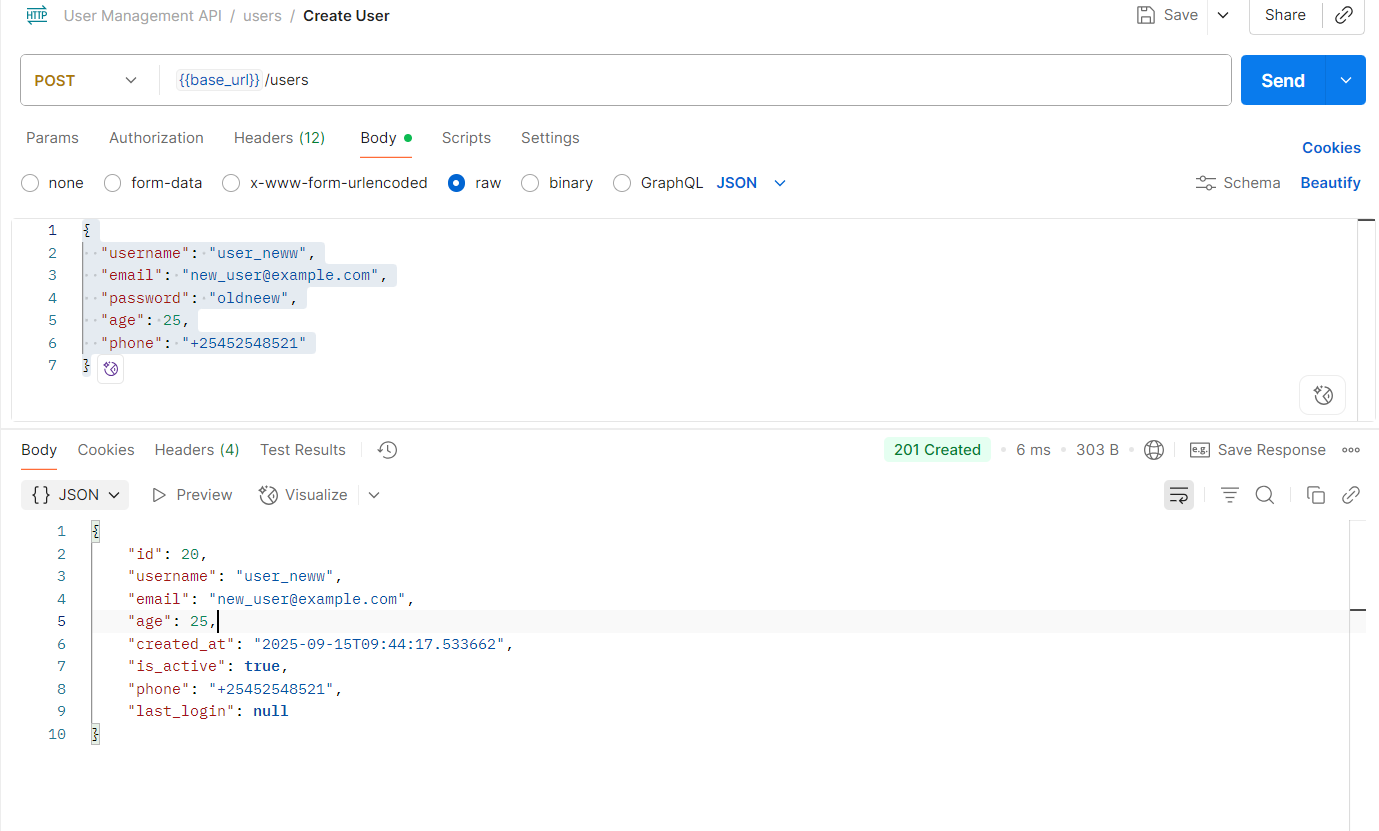 HTTP User Management API / users / Create User Save Share
POST {{base_url}} /users Send
Params Authorization Headers (12) Body Scripts Settings Cookies
none form-data x-www-form-urlencoded raw binary GraphQL JSON Schema Beautify
1 {
2 "username": "user_neww",
3 "email": "new_user@example.com",
4 "password": "oldneew",
5 "age": 25,
6 "phone": "+25452548521"
7 }
Body Cookies Headers (4) Test Results 201 Created 6 ms 303 B e.g. Save Response
{} JSON Preview Visualize
1 {
2 "id": 20,
3 "username": "user_neww",
4 "email": "new_user@example.com",
5 "age": 25,
6 "created_at": "2025-09-15T09:44:17.533662",
7 "is_active": true,
8 "phone": "+25452548521",
9 "last_login": null
10 }